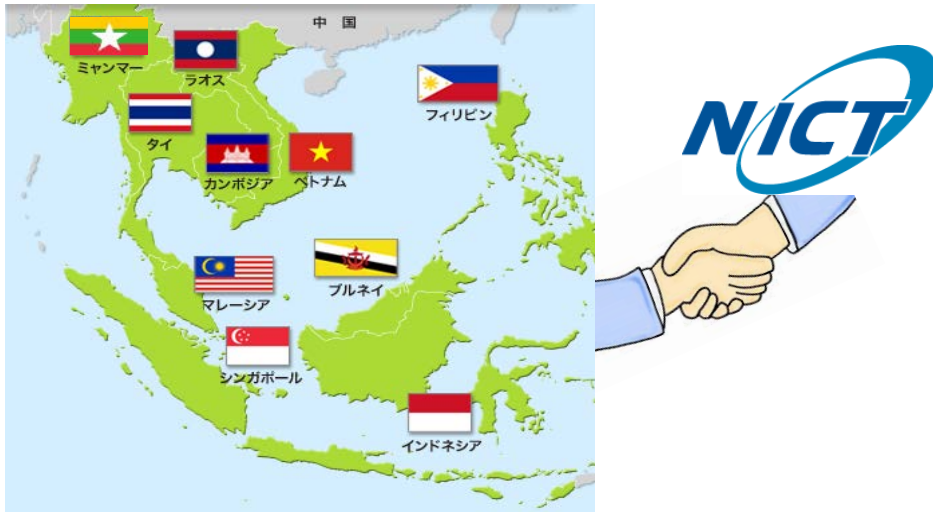 中 国
ミャンマー
ラオス
フィリピン
タイ
カンボジア
ベトナム
マレーシア
ブルネイ
シンガポール
インドネシア
NICT